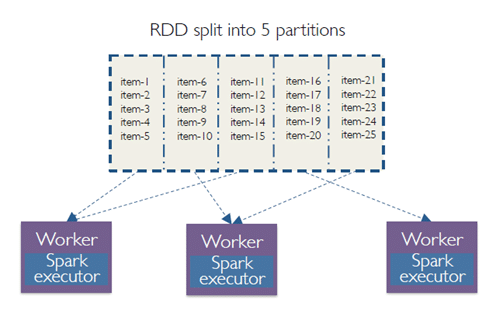 RDD split into 5 partitions
item-1
item-2
item-3
item-4
item-5
item-6
item-7
item-8
item-9
item-10
item-11
item-12
item-13
item-14
item-15
item-16
item-17
item-18
item-19
item-20
item-21
item-22
item-23
item-24
item-25
Worker
Spark
executor
Worker
Spark
executor
Worker
Spark
executor